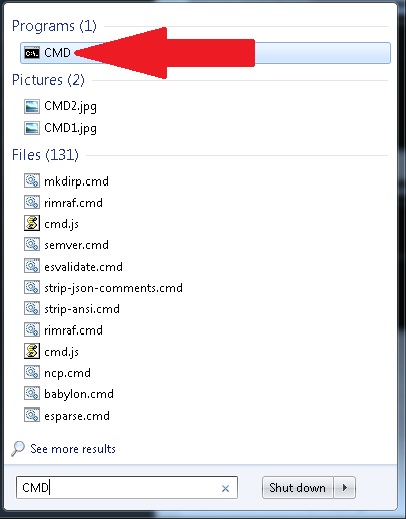 Programs (1)
CMD
Pictures (2)
CMD2.jpg
CMD1.jpg
Files (131)
mkdirp.cmd
rimraf.cmd
cmd.js
semver.cmd
esvalidate.cmd
strip-json-comments.cmd
strip-ansi.cmd
rimraf.cmd
cmd.js
ncp.cmd
babylon.cmd
esparse.cmd
See more results
CMD
Shut down